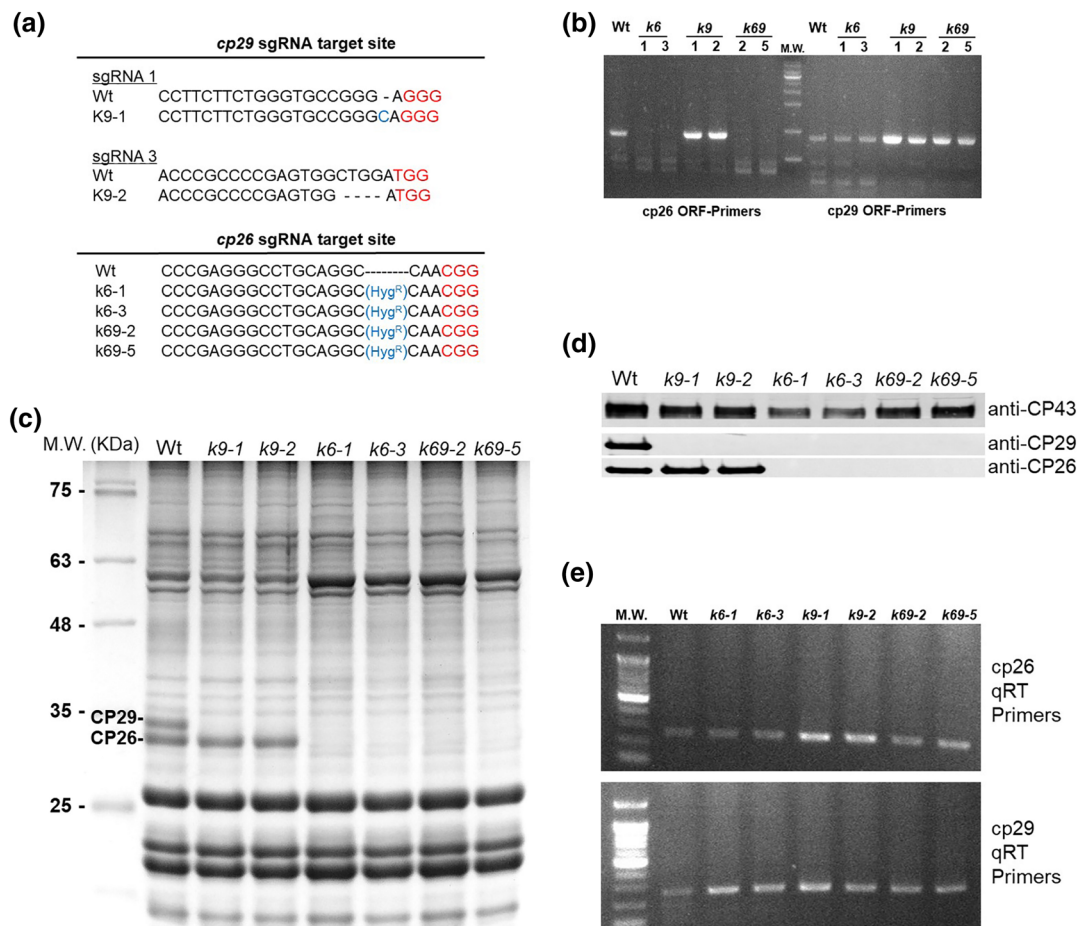 (a)
cp29 sgRNA target site
sgRNA 1
Wt CCTTCTTCTGGGTGCCGGG - AGGG
K9-1 CCTTCTTCTGGGTGCCGGGCAGGG
sgRNA 3
Wt ACCCGCCCCGAGTGGCTGGATGG
K9-2 ACCCGCCCCGAGTGG - - - - ATGG
cp26 sgRNA target site
Wt CCCGAGGGCCTGCAGGC--------CAACGG
k6-1 CCCGAGGGCCTGCAGGC(HygR)CAACGG
k6-3 CCCGAGGGCCTGCAGGC(HygR)CAACGG
k69-2 CCCGAGGGCCTGCAGGC(HygR)CAACGG
k69-5 CCCGAGGGCCTGCAGGC(HygR)CAACGG
(b)
Wt k6 k9 k69 Wt k6 k9 k69
1 3 1 2 2 5 M.W. 1 3 1 2 2 5
cp26 ORF-Primers cp29 ORF-Primers
(c)
M.W. (KDa) Wt k9-1 k9-2 k6-1 k6-3 k69-2 k69-5
75 -
63 -
48 -
35 -
CP29-
CP26-
25 -
(d)
Wt k9-1 k9-2 k6-1 k6-3 k69-2 k69-5
anti-CP43
anti-CP29
anti-CP26
(e)
M.W. Wt k6-1 k6-3 k9-1 k9-2 k69-2 k69-5
cp26
qRT
Primers
cp29
qRT
Primers